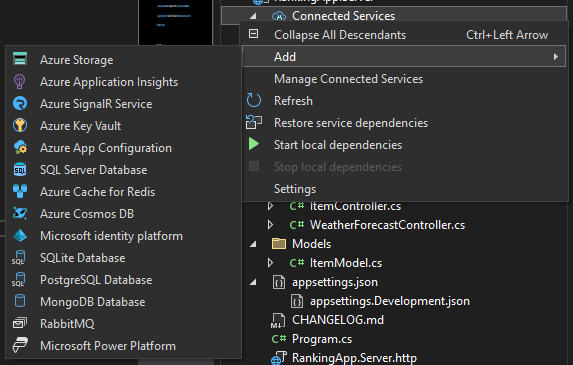 Connected Services
Collapse All Descendants Ctrl+Left Arrow
Add
Manage Connected Services
Refresh
Restore service dependencies
Start local dependencies
Stop local dependencies
Settings
Azure Storage
Azure Application Insights
Azure SignalR Service
Azure Key Vault
Azure App Configuration
SQL Server Database
Azure Cache for Redis
Azure Cosmos DB
Microsoft identity platform
SQLite Database
PostgreSQL Database
MongoDB Database
RabbitMQ
Microsoft Power Platform
C# ItemController.cs
C# WeatherForecastController.cs
Models
C# ItemModel.cs
appsettings.json
appsettings.Development.json
CHANGELOG.md
C# Program.cs
RankingApp.Server.http